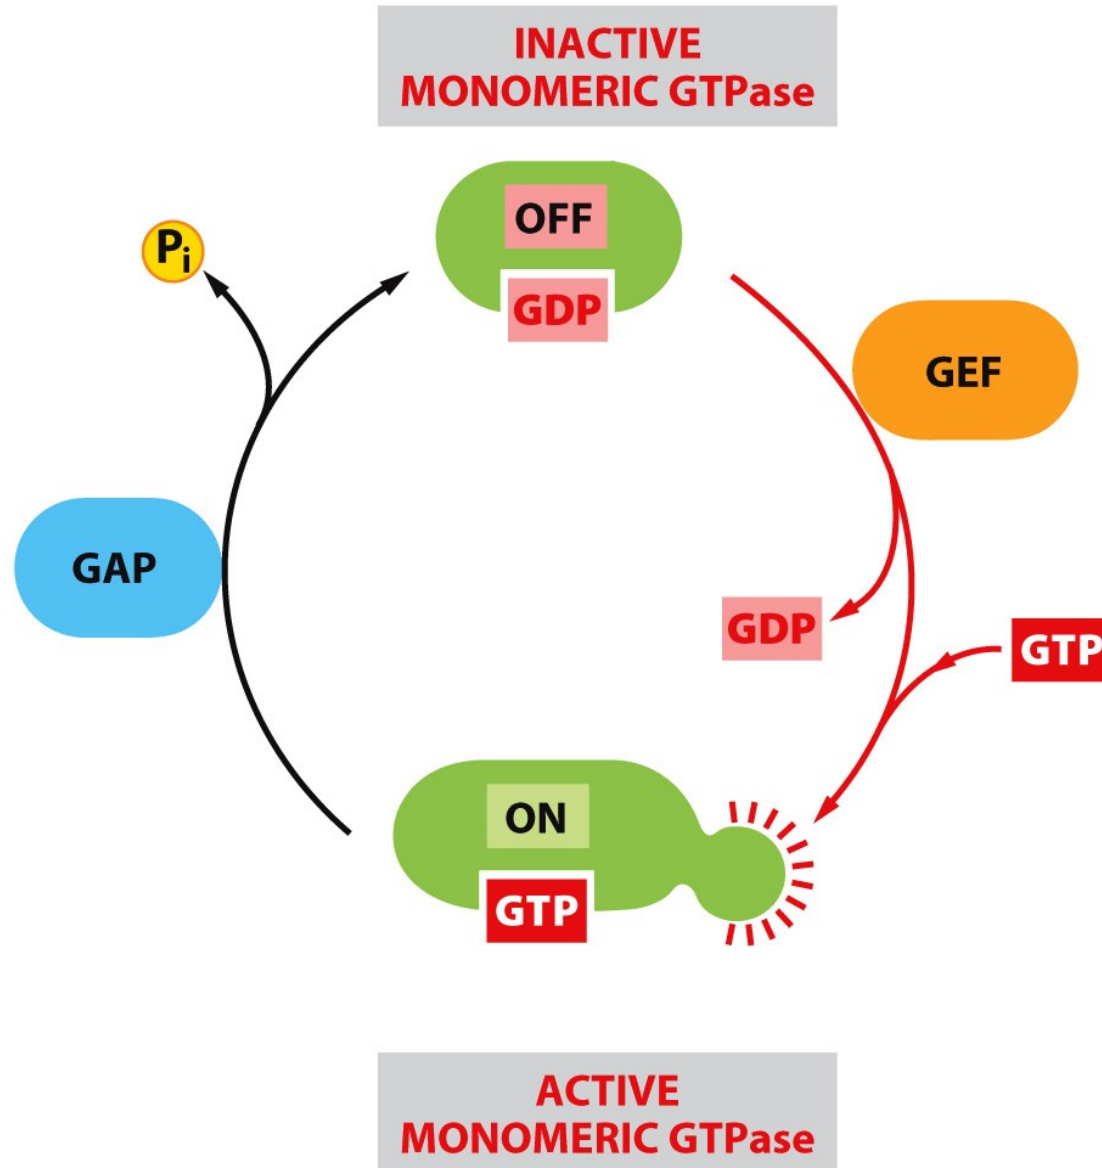 INACTIVE
MONOMERIC GTPase
OFF
GDP
Pi
GEF
GAP
GDP
GTP
ON
GTP
ACTIVE
MONOMERIC GTPase